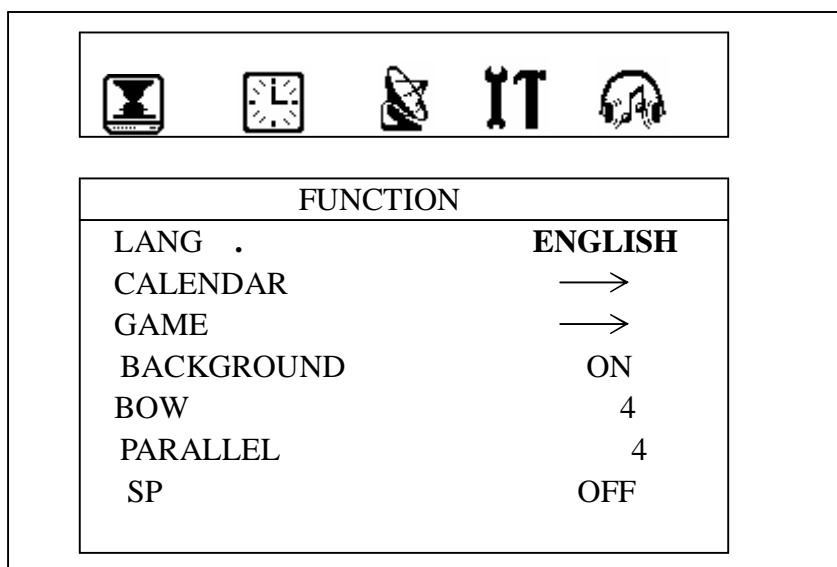 FUNCTION
LANG . ENGLISH
CALENDAR →
GAME →
BACKGROUND ON
BOW 4
PARALLEL 4
SP OFF